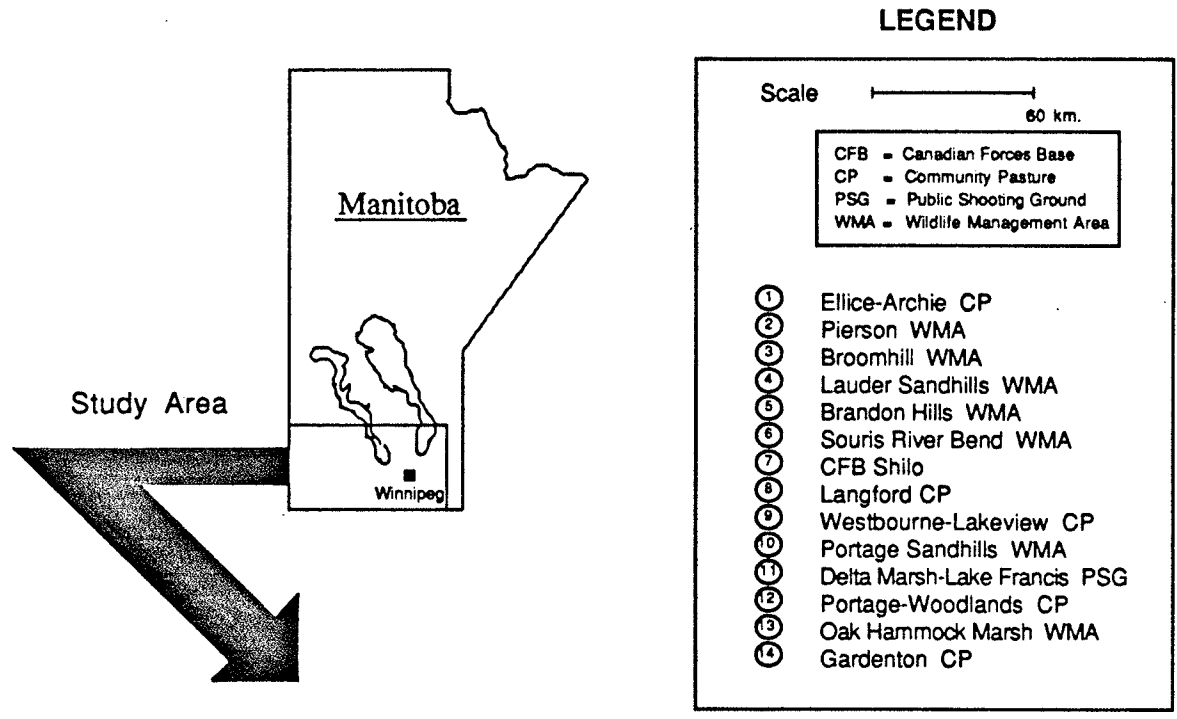 LEGEND
Manitoba
Study Area
Winnipeg
Scale
60 km.
CFB = Canadian Forces Base
CP = Community Pasture
PSG = Public Shooting Ground
WMA = Wildlife Management Area
1 Ellice-Archie CP
2 Pierson WMA
3 Broomhill WMA
4 Lauder Sandhills WMA
5 Brandon Hills WMA
6 Souris River Bend WMA
7 CFB Shilo
8 Langford CP
9 Westbourne-Lakeview CP
10 Portage Sandhills WMA
11 Delta Marsh-Lake Francis PSG
12 Portage-Woodlands CP
13 Oak Hammock Marsh WMA
14 Gardenton CP